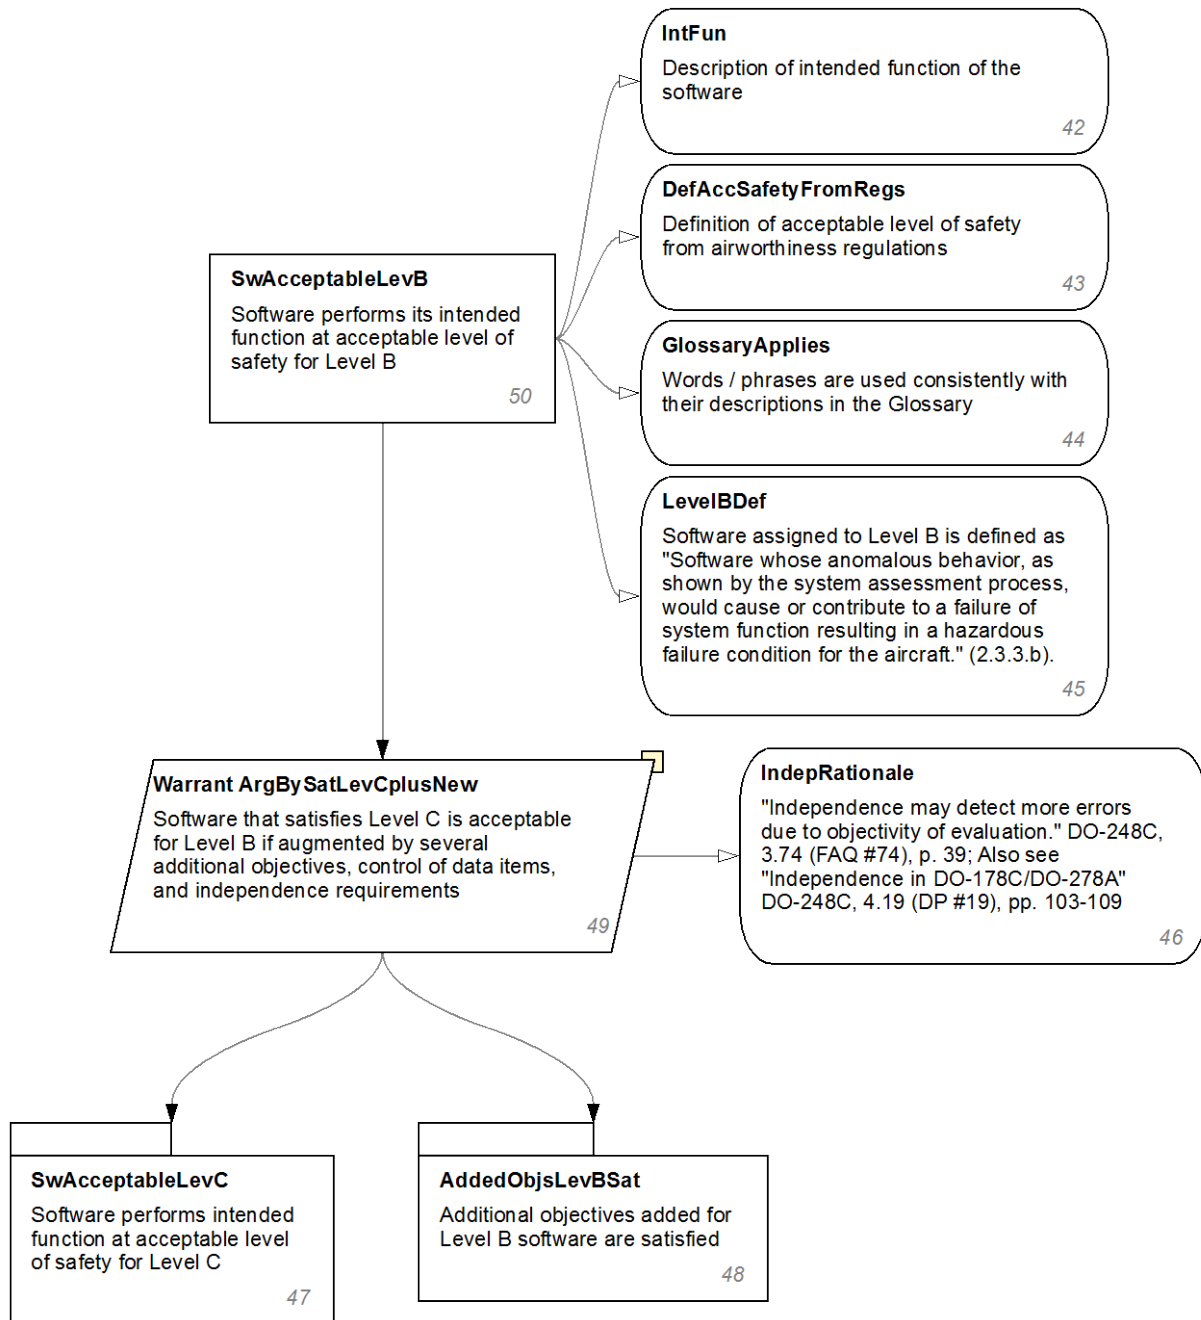 IntFun
Description of intended function of the
software
42
DefAccSafetyFromRegs
Definition of acceptable level of safety
from airworthiness regulations
43
SwAcceptableLevB
Software performs its intended
function at acceptable level of
safety for Level B
50
GlossaryApplies
Words / phrases are used consistently with
their descriptions in the Glossary
44
LevelBDef
Software assigned to Level B is defined as
"Software whose anomalous behavior, as
shown by the system assessment process,
would cause or contribute to a failure of
system function resulting in a hazardous
failure condition for the aircraft." (2.3.3.b).
45
Warrant ArgBySatLevCplusNew
Software that satisfies Level C is acceptable
for Level B if augmented by several
additional objectives, control of data items,
and independence requirements
49
IndepRationale
"Independence may detect more errors
due to objectivity of evaluation." DO-248C,
3.74 (FAQ #74), p. 39; Also see
"Independence in DO-178C/DO-278A"
DO-248C, 4.19 (DP #19), pp. 103-109
46
SwAcceptableLevC
Software performs intended
function at acceptable level
of safety for Level C
47
AddedObjsLevBSat
Additional objectives added for
Level B software are satisfied
48